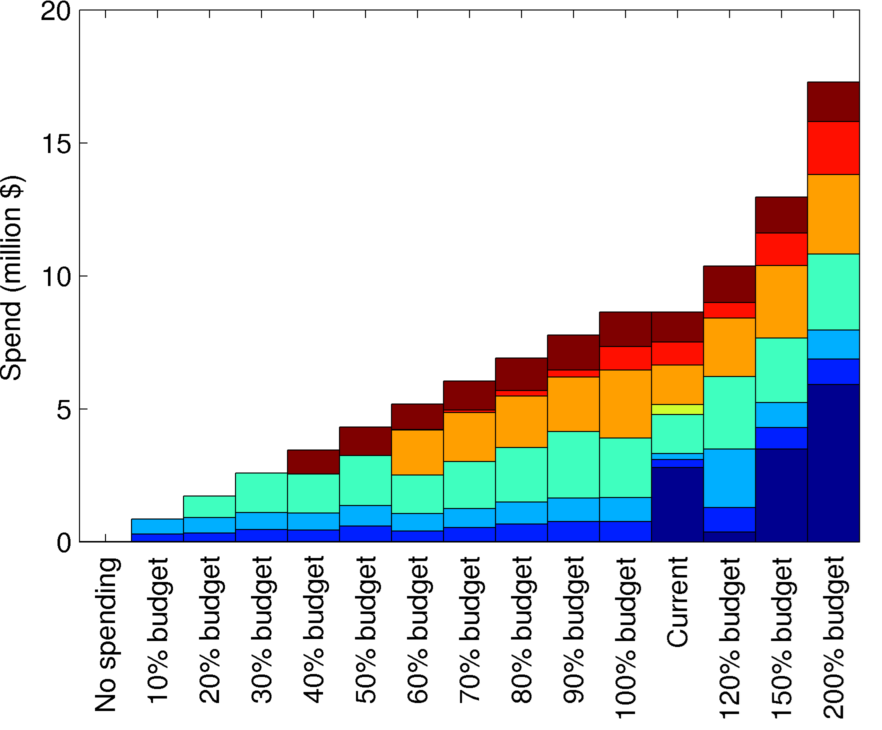 20
15
10
5
0
Spend (million $)
No spending
10% budget
20% budget
30% budget
40% budget
50% budget
60% budget
70% budget
80% budget
90% budget
100% budget
Current
120% budget
150% budget
200% budget